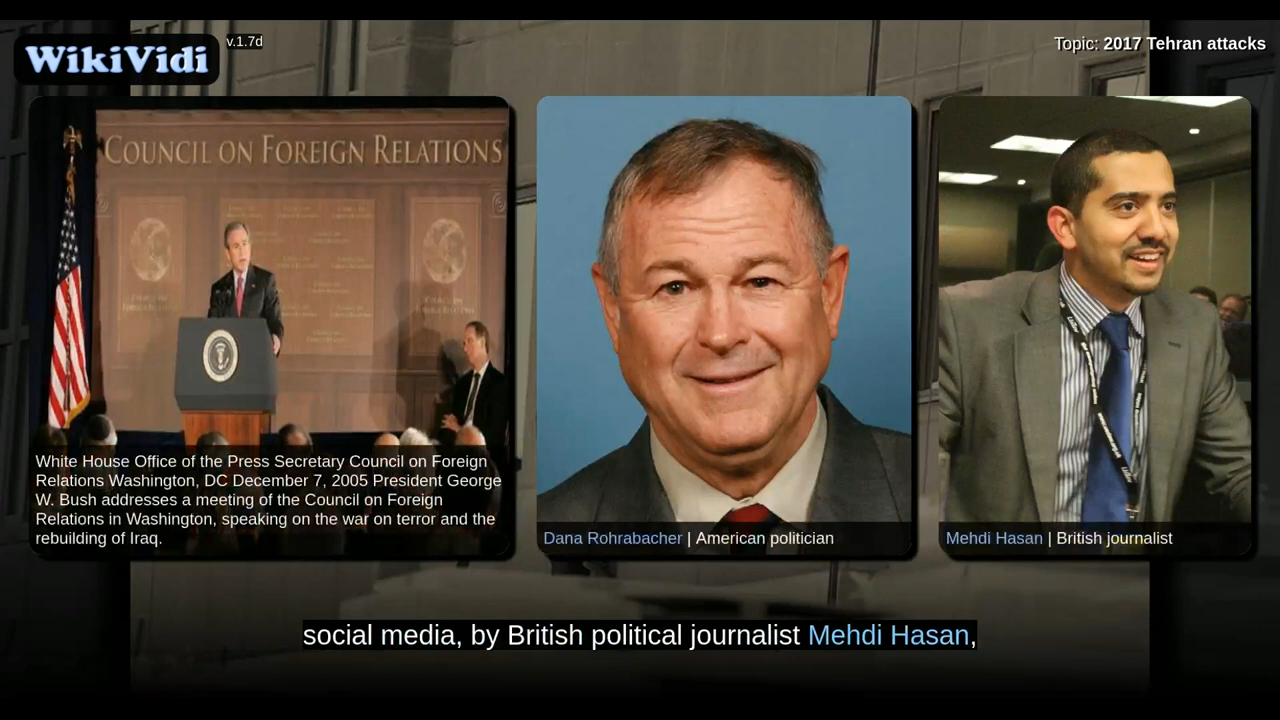 WikiVidi
v.1.7d
Topic: 2017 Tehran attacks
COUNCIL ON FOREIGN RELATIONS
White House Office of the Press Secretary Council on Foreign
Relations Washington, DC December 7, 2005 President George
W. Bush addresses a meeting of the Council on Foreign
Relations in Washington, speaking on the war on terror and the
rebuilding of Iraq.
Dana Rohrabacher | American politician
Mehdi Hasan | British journalist
social media, by British political journalist Mehdi Hasan,